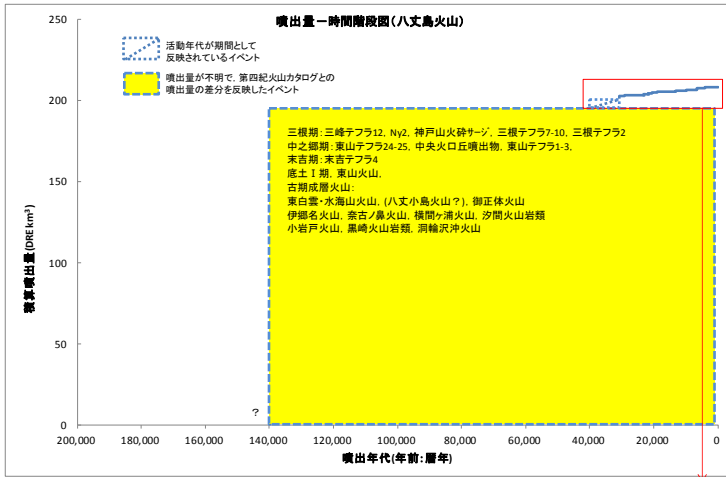 噴出量－時間階段図(八丈島火山)
活動年代が期間として
反映されているイベント
噴出量が不明で, 第四紀火山カタログとの
噴出量の差分を反映したイベント
三根期：三峰テフラ12, Ny2, 神戸山火砕サージ, 三根テフラ7-10, 三根テフラ2
中之郷期：東山テフラ24-25, 中央火口丘噴出物, 東山テフラ1-3,
末吉期：末吉テフラ4
底土Ⅰ期, 東山火山,
古期成層火山：
東白雲・水海山火山, (八丈小島火山？), 御正体火山
伊郷名火山, 奈古ノ鼻火山, 横間ヶ浦火山, 汐間火山岩類
小岩戸火山, 黒崎火山岩類, 洞輪沢沖火山
積算噴出量(DRE km³)
250
200
150
100
50
0
?
200,000 180,000 160,000 140,000 120,000 100,000 80,000 60,000 40,000 20,000 0
噴出年代(年前：暦年)